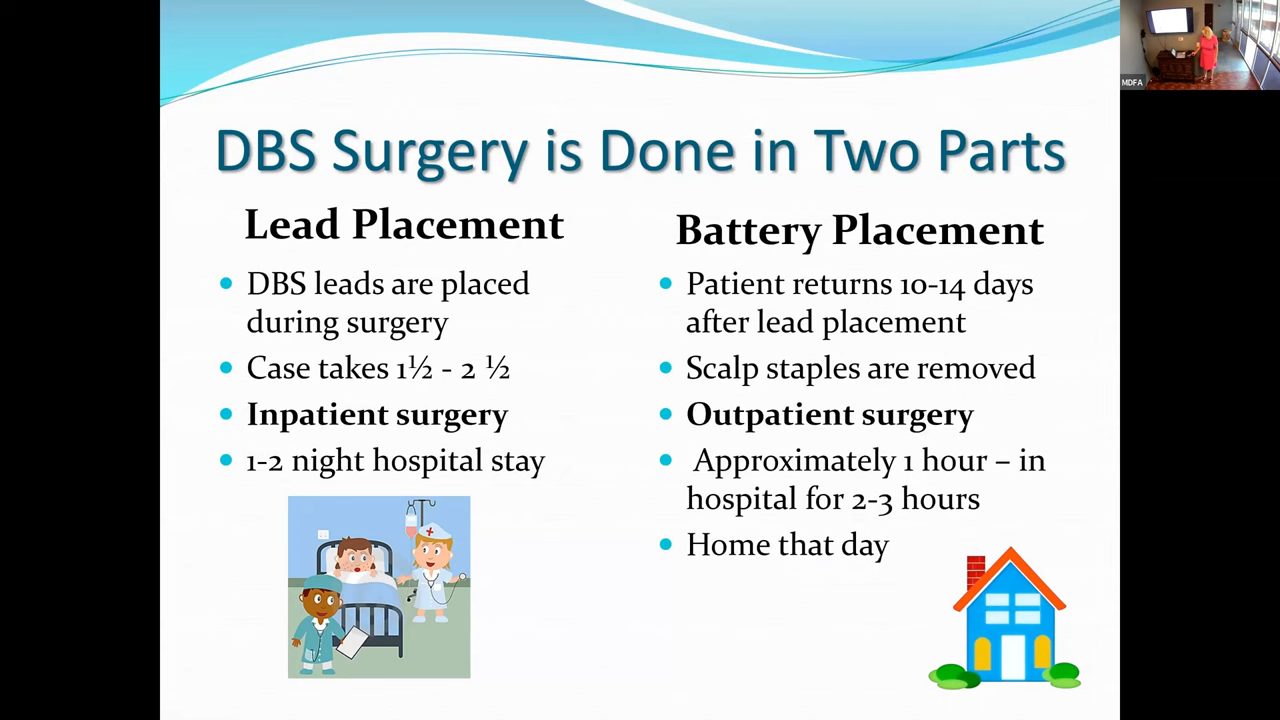 DBS Surgery is Done in Two Parts
Lead Placement
DBS leads are placed
during surgery
Case takes 1½ - 2 ½
Inpatient surgery
1-2 night hospital stay
Battery Placement
Patient returns 10-14 days
after lead placement
Scalp staples are removed
Outpatient surgery
Approximately 1 hour – in
hospital for 2-3 hours
Home that day
MDFA